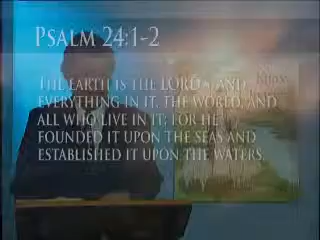 PSALM 24:1-2
THE EARTH IS THE LORD'S, AND
EVERYTHING IN IT, THE WORLD, AND
ALL WHO LIVE IN IT; FOR HE
FOUNDED IT UPON THE SEAS AND
ESTABLISHED IT UPON THE WATERS.